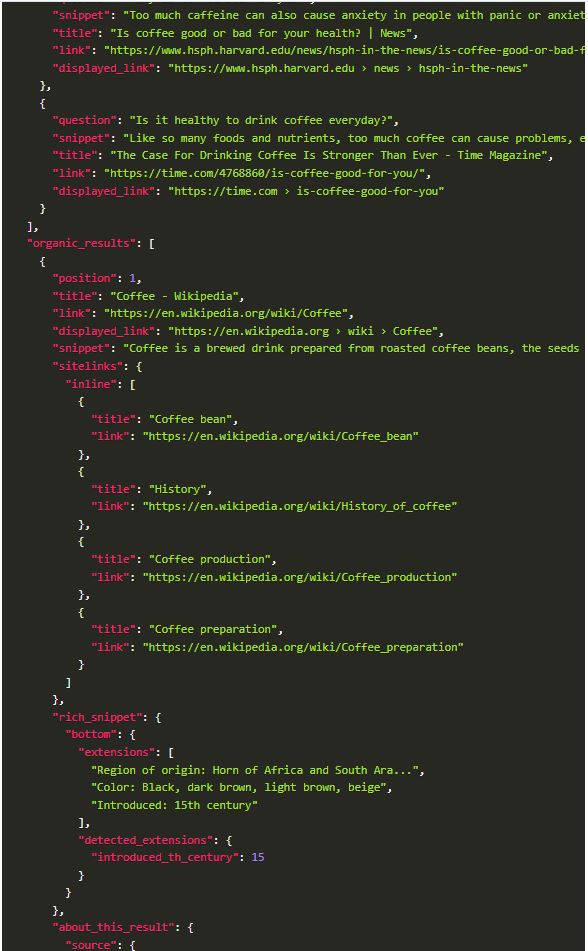 "snippet": "Too much caffeine can also cause anxiety in people with panic or anxiet
"title": "Is coffee good or bad for your health? | News",
"link": "https://www.hsph.harvard.edu/news/hsph-in-the-news/is-coffee-good-or-bad-f
"displayed_link": "https://www.hsph.harvard.edu › news › hsph-in-the-news"
},
{
"question": "Is it healthy to drink coffee everyday?",
"snippet": "Like so many foods and nutrients, too much coffee can cause problems, e
"title": "The Case For Drinking Coffee Is Stronger Than Ever - Time Magazine",
"link": "https://time.com/4768860/is-coffee-good-for-you/",
"displayed_link": "https://time.com › is-coffee-good-for-you"
}
],
"organic_results": [
{
"position": 1,
"title": "Coffee - Wikipedia",
"link": "https://en.wikipedia.org/wiki/Coffee",
"displayed_link": "https://en.wikipedia.org › wiki › Coffee",
"snippet": "Coffee is a brewed drink prepared from roasted coffee beans, the seeds
"sitelinks": {
"inline": [
{
"title": "Coffee bean",
"link": "https://en.wikipedia.org/wiki/Coffee_bean"
},
{
"title": "History",
"link": "https://en.wikipedia.org/wiki/History_of_coffee"
},
{
"title": "Coffee production",
"link": "https://en.wikipedia.org/wiki/Coffee_production"
},
{
"title": "Coffee preparation",
"link": "https://en.wikipedia.org/wiki/Coffee_preparation"
}
]
},
"rich_snippet": {
"bottom": {
"extensions": [
"Region of origin: Horn of Africa and South Ara...",
"Color: Black, dark brown, light brown, beige",
"Introduced: 15th century"
],
"detected_extensions": {
"introduced_th_century": 15
}
}
},
"about_this_result": {
"source": {